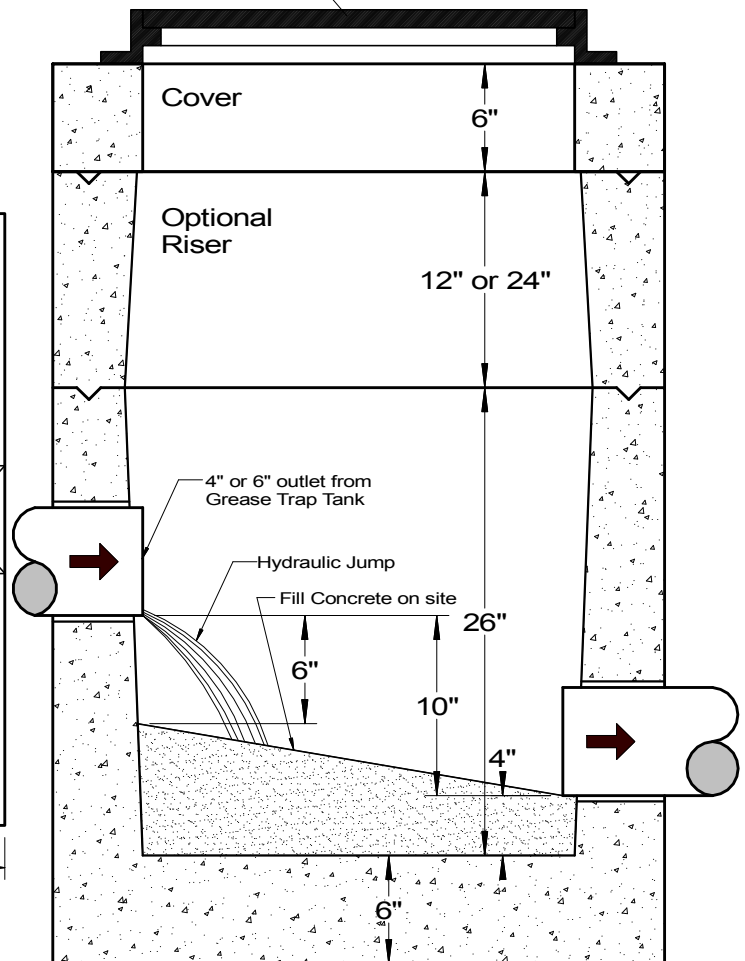 Cover
6"
Optional
Riser
12" or 24"
4" or 6" outlet from
Grease Trap Tank
Hydraulic Jump
Fill Concrete on site
26"
6"
10"
4"
6"